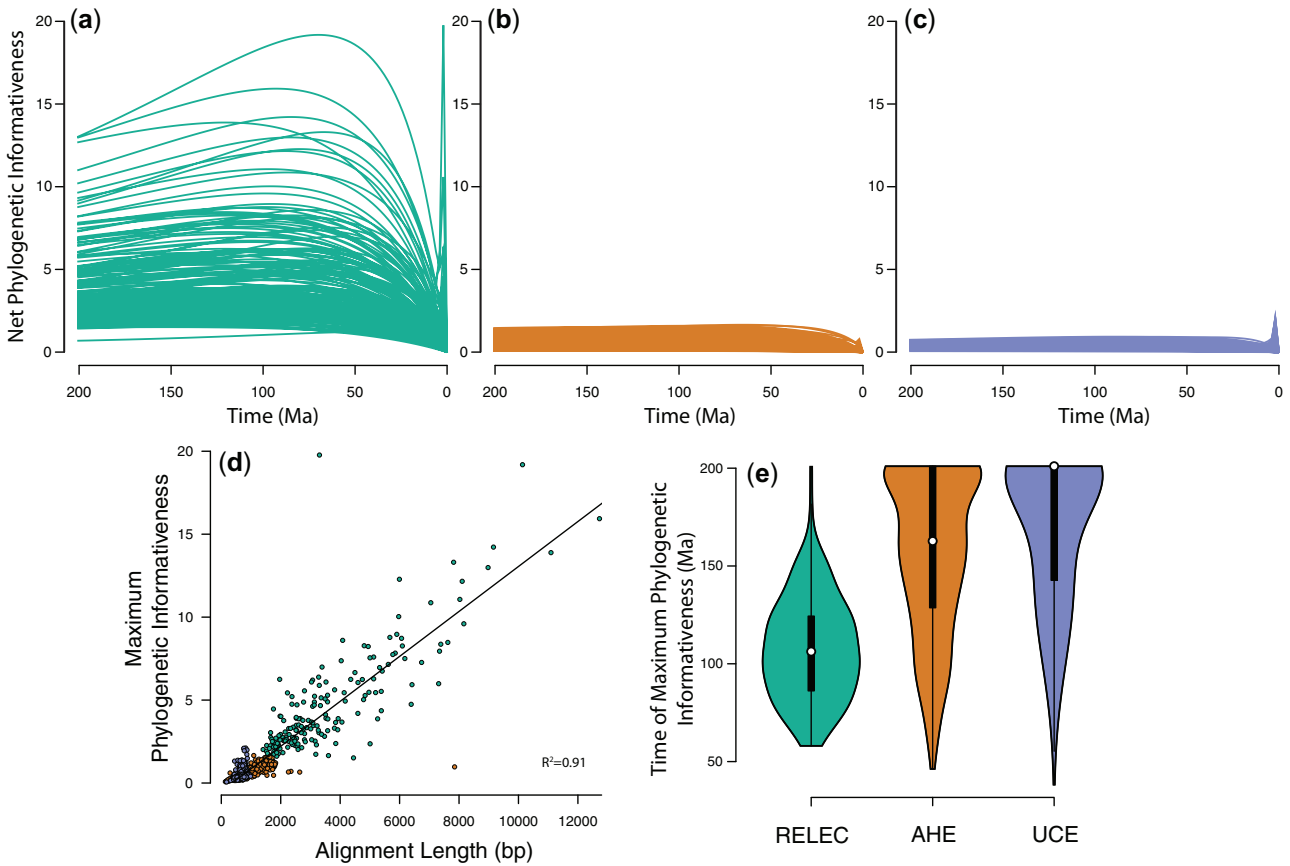 (a)
(b)
(c)
Net Phylogenetic Informativeness
20
15
10
5
0
200
150
100
50
0
Time (Ma)
20
15
10
5
0
200
150
100
50
0
Time (Ma)
20
15
10
5
0
200
150
100
50
0
Time (Ma)
(d)
Maximum
Phylogenetic Informativeness
20
15
10
5
0
R²=0.91
0
2000
4000
6000
8000
10000
12000
Alignment Length (bp)
(e)
Time of Maximum Phylogenetic
Informativeness (Ma)
200
150
100
50
RELEC
AHE
UCE